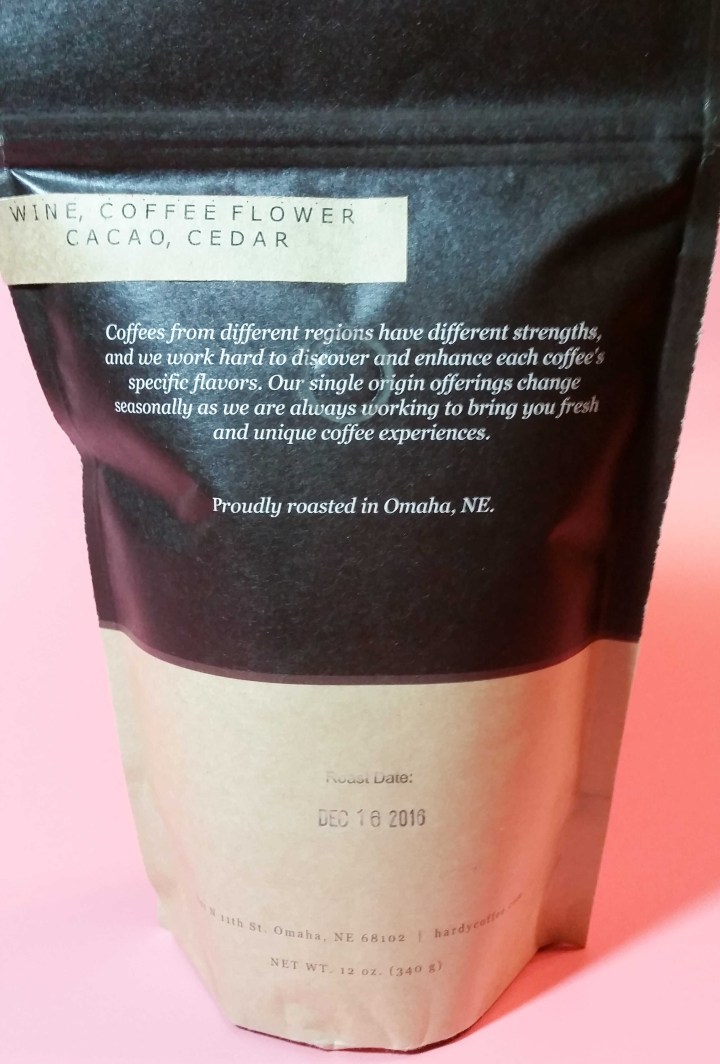 WINE, COFFEE FLOWER
CACAO, CEDAR
Coffees from different regions have different strengths,
and we work hard to discover and enhance each coffee's
specific flavors. Our single origin offerings change
seasonally as we are always working to bring you fresh
and unique coffee experiences.
Proudly roasted in Omaha, NE.
Roast Date:
DEC 16 2016
N 11th St. Omaha, NE 68102 | hardycoffee.com
NET WT. 12 oz. (340 g)